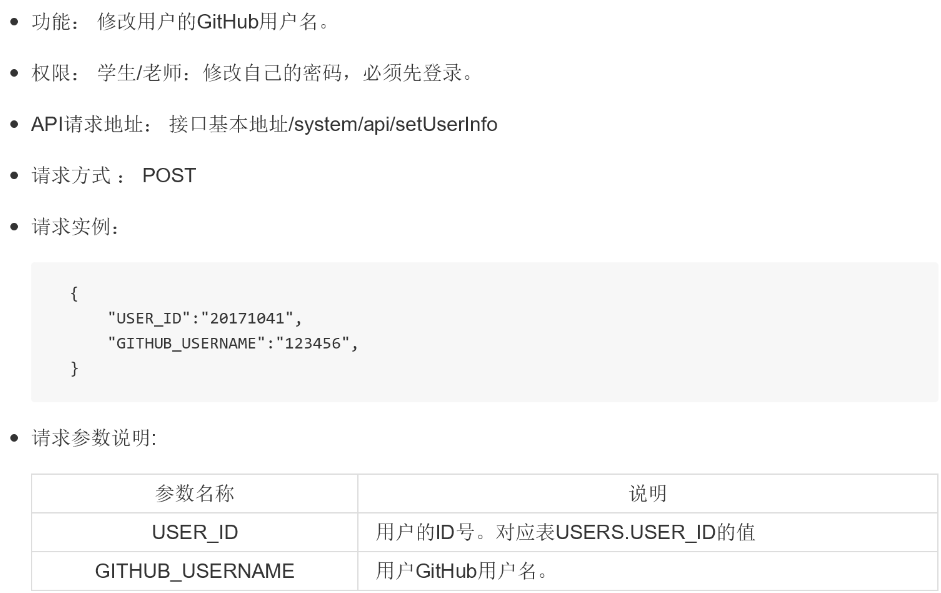 • 功能： 修改用户的GitHub用户名。
• 权限： 学生/老师：修改自己的密码，必须先登录。
• API请求地址： 接口基本地址/system/api/setUserInfo
• 请求方式 ： POST
• 请求实例：
{
"USER_ID":"20171041",
"GITHUB_USERNAME":"123456",
}
• 请求参数说明:
参数名称 说明
USER_ID 用户的ID号。对应表USERS.USER_ID的值
GITHUB_USERNAME 用户GitHub用户名。